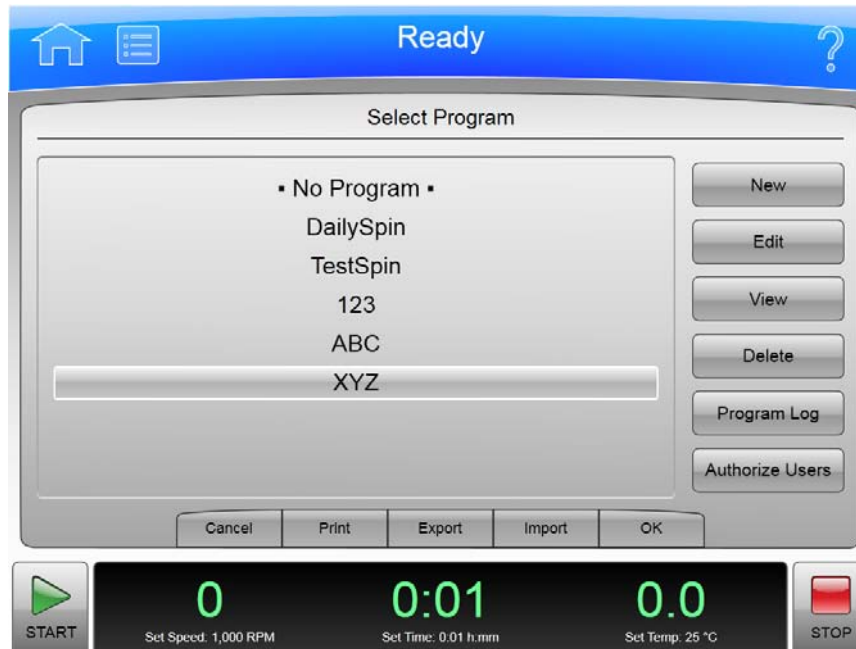 Ready
Select Program
▪ No Program ▪
DailySpin
TestSpin
123
ABC
XYZ
New
Edit
View
Delete
Program Log
Authorize Users
Cancel Print Export Import OK
START
0 0:01 0.0
Set Speed: 1,000 RPM Set Time: 0:01 h:mm Set Temp: 25 °C
STOP